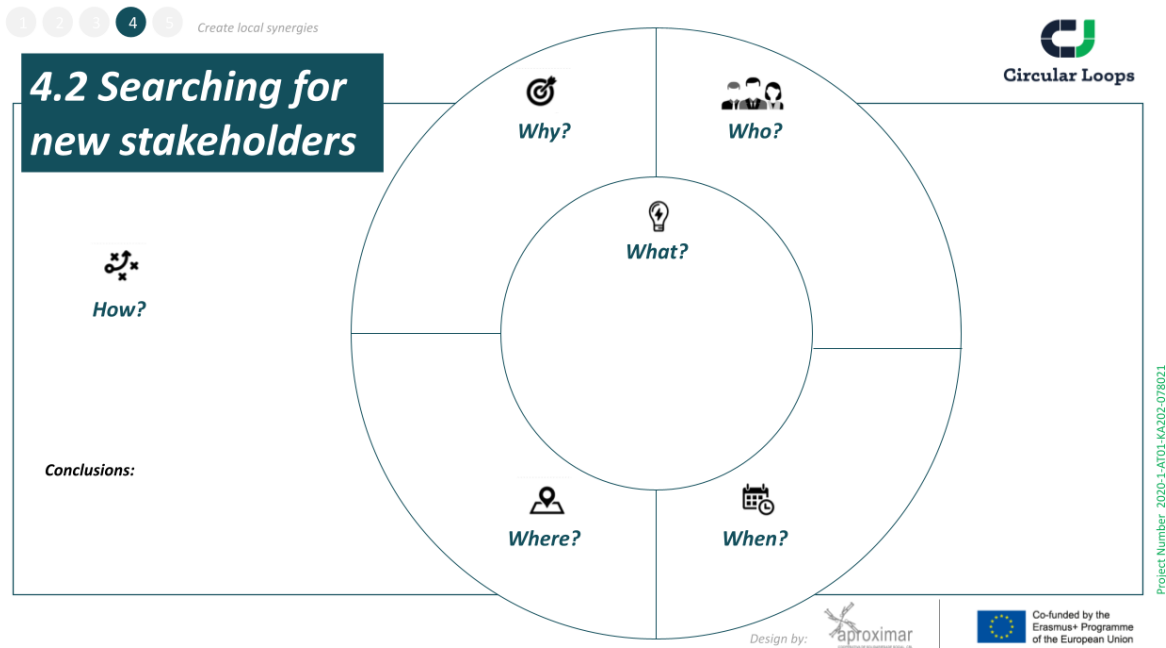 1 2 3 4 5
Create local synergies
Circular Loops
4.2 Searching for
new stakeholders
Why?
Who?
What?
How?
Conclusions:
Where?
When?
Project Number 2020-1-AT01-KA202-078021
Design by:
aproximar
Co-funded by the
Erasmus+ Programme
of the European Union